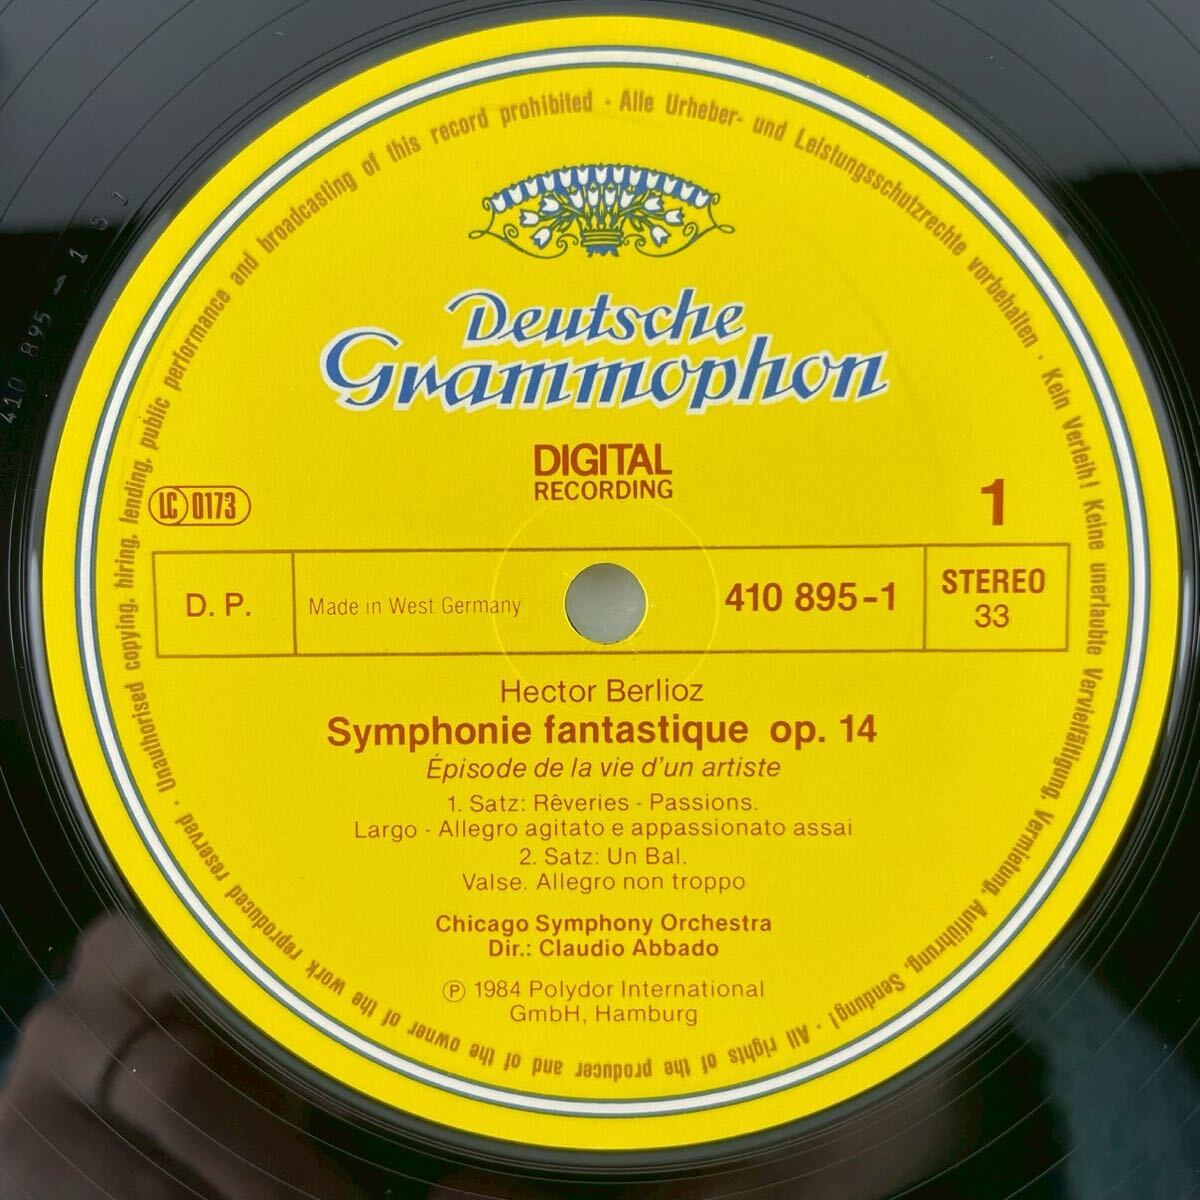 Deutsche
Grammophon
DIGITAL
RECORDING
LC 0173
1
D. P.
Made in West Germany
410 895-1
STEREO
33
Hector Berlioz
Symphonie fantastique op. 14
Épisode de la vie d'un artiste
1. Satz: Rêveries - Passions.
Largo - Allegro agitato e appassionato assai
2. Satz: Un Bal.
Valse. Allegro non troppo
Chicago Symphony Orchestra
Dir.: Claudio Abbado
Ⓟ 1984 Polydor International
GmbH, Hamburg
Alle Urheber- und Leistungsschutzrechte vorbehalten · Kein Verleih! Keine unerlaubte Vervielfältigung, Vermietung, Aufführung, Sendung! · All rights of the producer and of the owner of the work reproduced reserved · Unauthorised copying, hiring, lending, public performance and broadcasting of this record prohibited ·
410 895-1 S 1